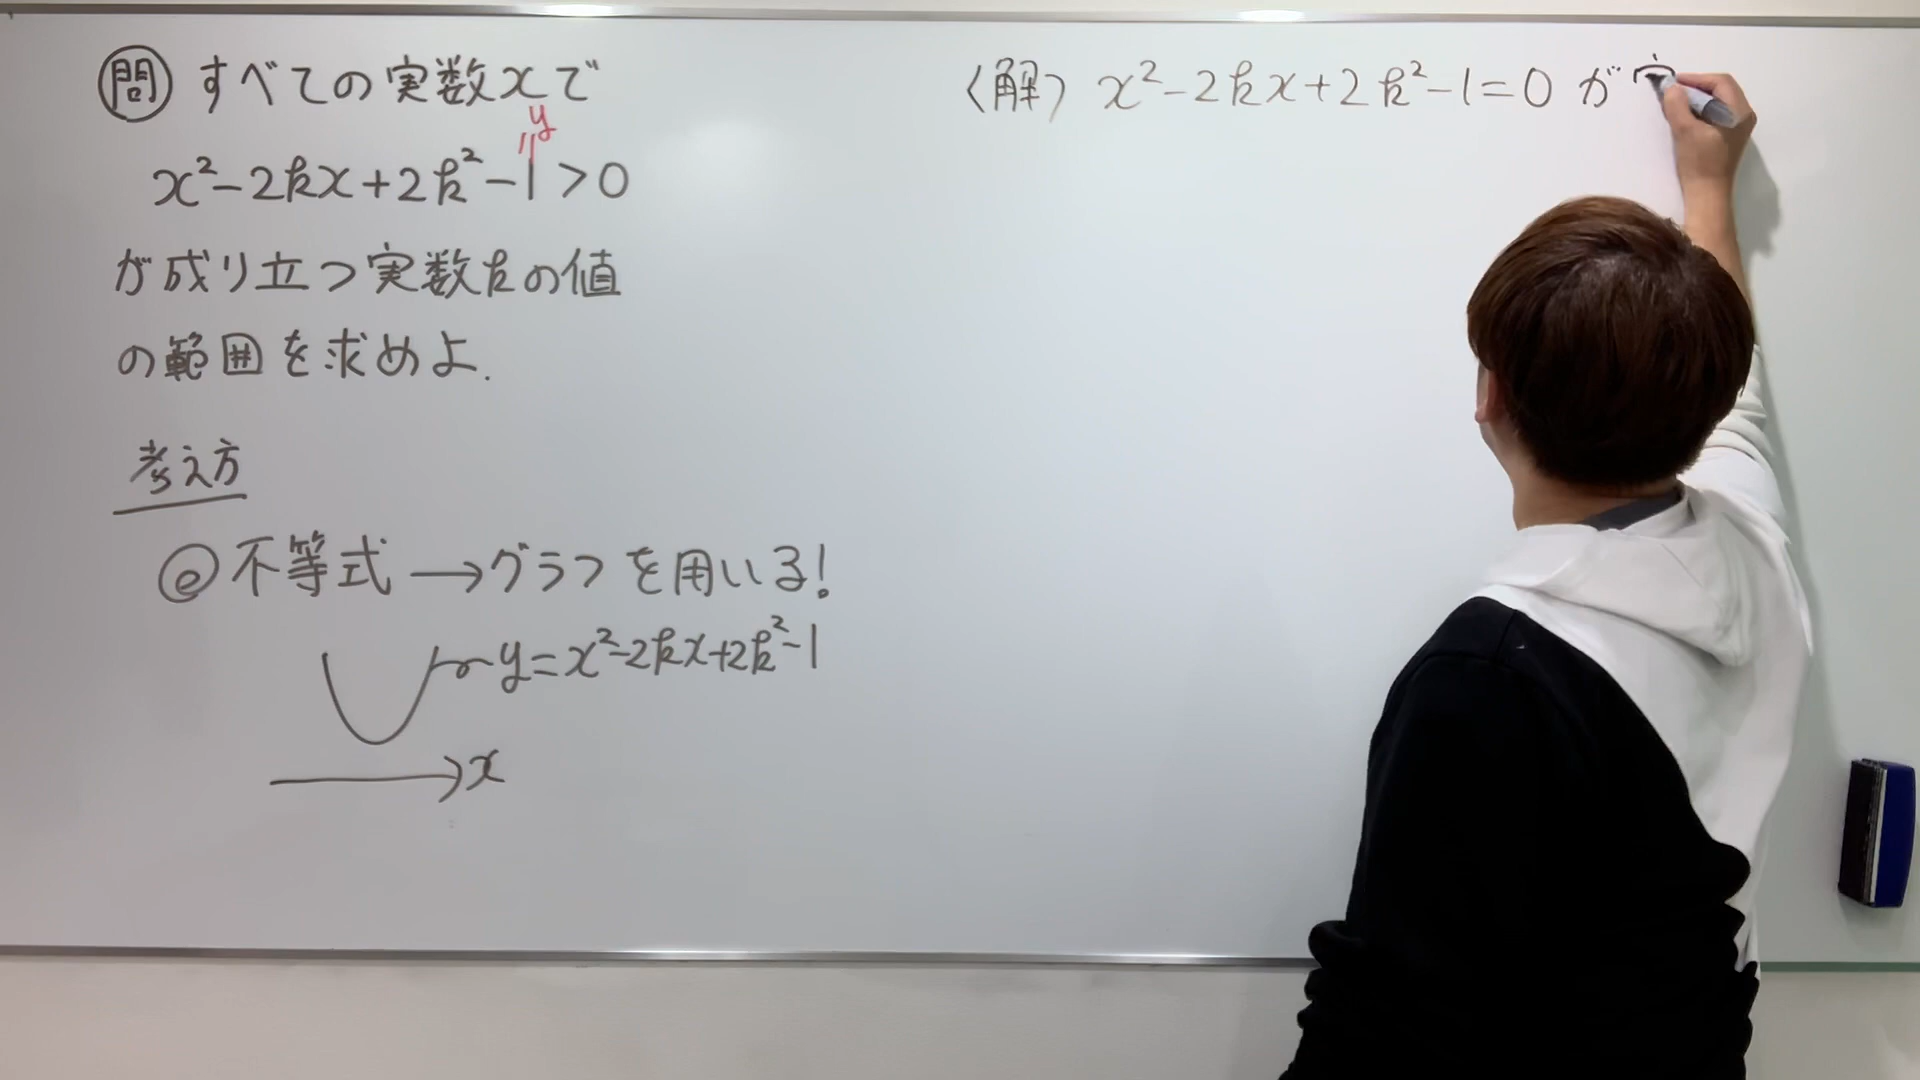 問 すべての実数xで
y
x²-2kx+2k²-1>0
が成り立つ実数kの値
の範囲を求めよ.
考え方
◎不等式→グラフを用いる!
y=x²-2kx+2k²-1
x
〈解〉 x²-2kx+2k²-1=0 が